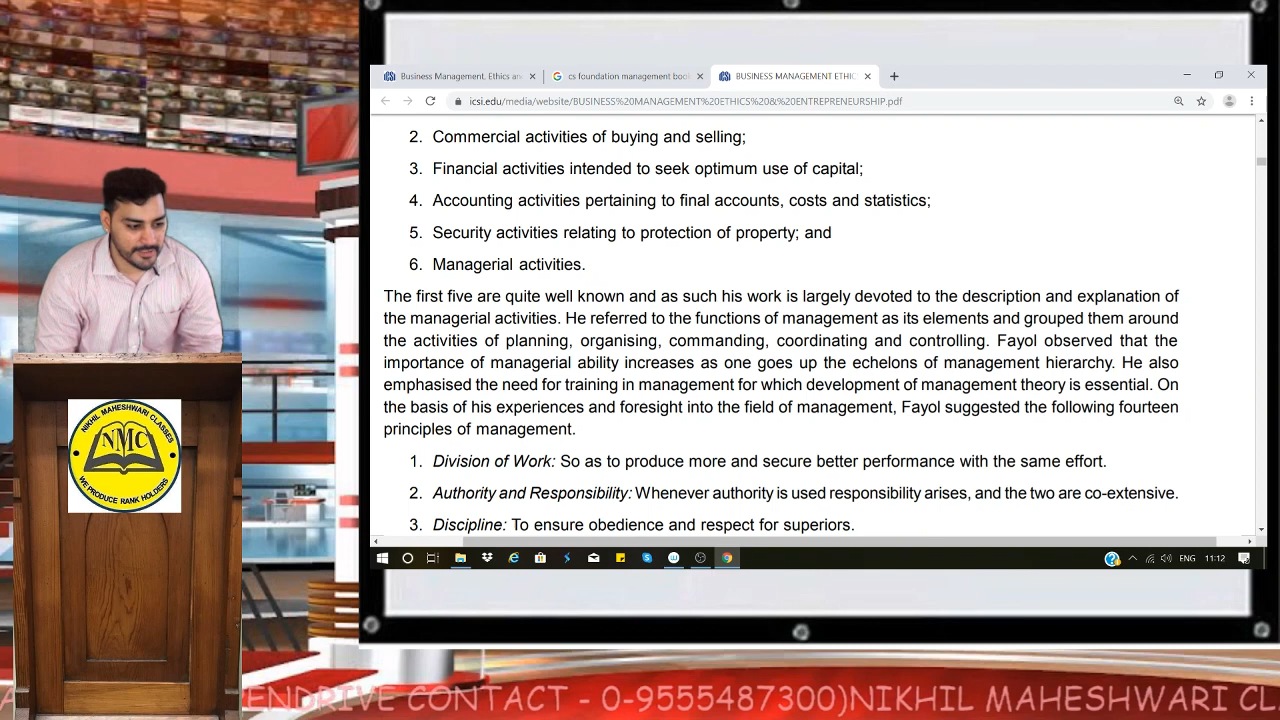 Business Management. Ethics an
cs foundation management boo
BUSINESS MANAGEMENT ETHIC
icsi.edu/media/website/BUSINESS%20MANAGEMENT%20ETHICS%20&%20ENTREPRENEURSHIP.pdf
2. Commercial activities of buying and selling;
3. Financial activities intended to seek optimum use of capital;
4. Accounting activities pertaining to final accounts, costs and statistics;
5. Security activities relating to protection of property; and
6. Managerial activities.
The first five are quite well known and as such his work is largely devoted to the description and explanation of
the managerial activities. He referred to the functions of management as its elements and grouped them around
the activities of planning, organising, commanding, coordinating and controlling. Fayol observed that the
importance of managerial ability increases as one goes up the echelons of management hierarchy. He also
emphasised the need for training in management for which development of management theory is essential. On
the basis of his experiences and foresight into the field of management, Fayol suggested the following fourteen
principles of management.
1. Division of Work: So as to produce more and secure better performance with the same effort.
2. Authority and Responsibility: Whenever authority is used responsibility arises, and the two are co-extensive.
3. Discipline: To ensure obedience and respect for superiors.
ENG 11:12
NIKHIL MAHESHWARI CLASSES
NMC
WE PRODUCE RANK HOLDERS
ENDRIVE CONTACT - 0-9555487300)NIKHIL MAHESHWARI CL